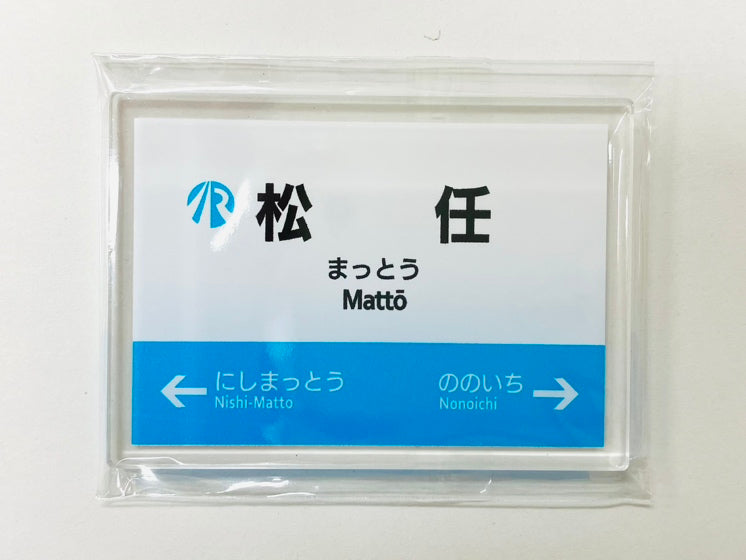 IR 松任
まっとう
Mattō
にしまっとう ののいち
Nishi-Matto Nonoichi